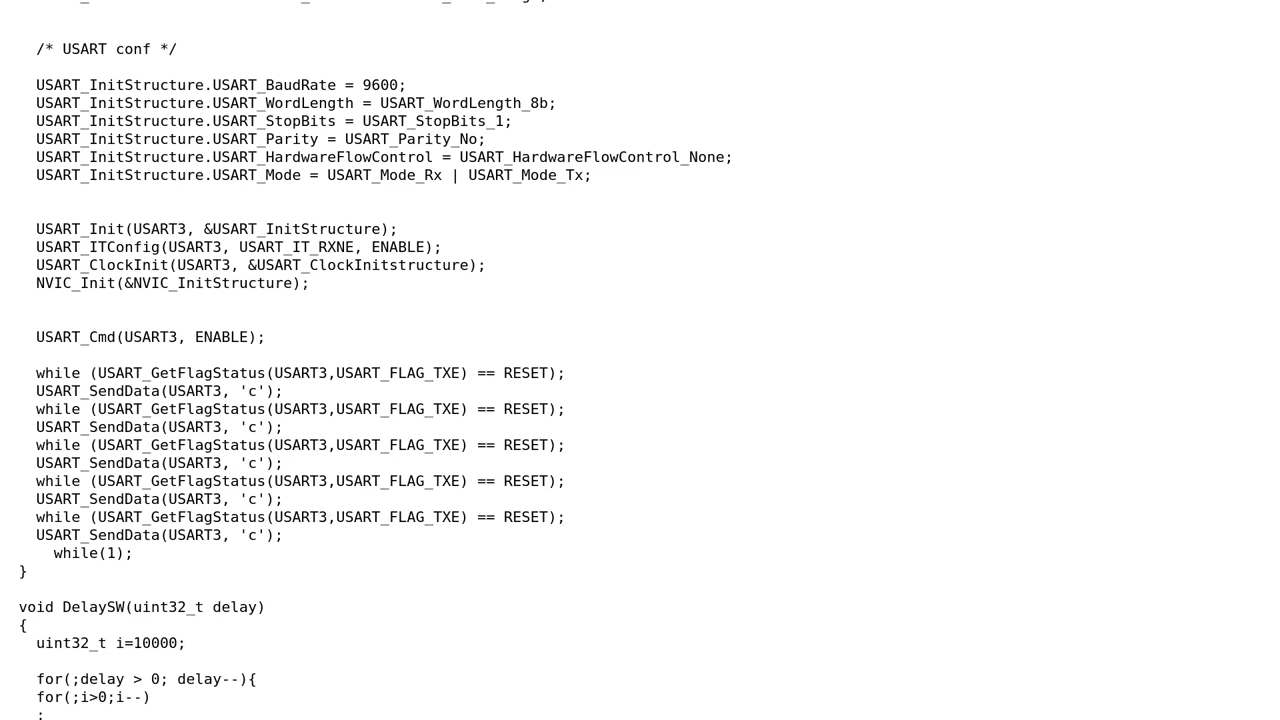 /* USART conf */
USART_InitStructure.USART_BaudRate = 9600;
USART_InitStructure.USART_WordLength = USART_WordLength_8b;
USART_InitStructure.USART_StopBits = USART_StopBits_1;
USART_InitStructure.USART_Parity = USART_Parity_No;
USART_InitStructure.USART_HardwareFlowControl = USART_HardwareFlowControl_None;
USART_InitStructure.USART_Mode = USART_Mode_Rx | USART_Mode_Tx;
USART_Init(USART3, &USART_InitStructure);
USART_ITConfig(USART3, USART_IT_RXNE, ENABLE);
USART_ClockInit(USART3, &USART_ClockInitstructure);
NVIC_Init(&NVIC_InitStructure);
USART_Cmd(USART3, ENABLE);
while (USART_GetFlagStatus(USART3,USART_FLAG_TXE) == RESET);
USART_SendData(USART3, 'c');
while (USART_GetFlagStatus(USART3,USART_FLAG_TXE) == RESET);
USART_SendData(USART3, 'c');
while (USART_GetFlagStatus(USART3,USART_FLAG_TXE) == RESET);
USART_SendData(USART3, 'c');
while (USART_GetFlagStatus(USART3,USART_FLAG_TXE) == RESET);
USART_SendData(USART3, 'c');
while (USART_GetFlagStatus(USART3,USART_FLAG_TXE) == RESET);
USART_SendData(USART3, 'c');
while(1);
}
void DelaySW(uint32_t delay)
{
uint32_t i=10000;
for(;delay > 0; delay--){
for(;i>0;i--)
;